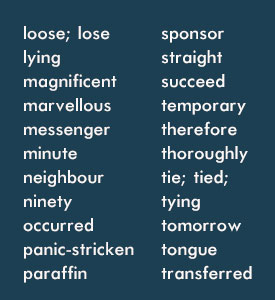 loose; lose
lying
magnificent
marvellous
messenger
minute
neighbour
ninety
occurred
panic-stricken
paraffin
sponsor
straight
succeed
temporary
therefore
thoroughly
tie; tied;
tying
tomorrow
tongue
transferred